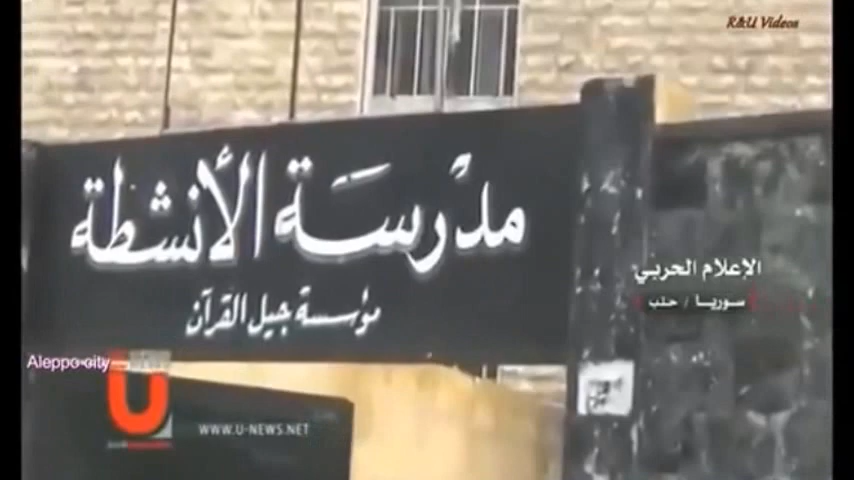 R&U Videos
مدرسة الأنشطة
مؤسسة جيل القرآن
الإعلام الحربي
سوريا / حلب
Aleppo city
U
WWW.U-NEWS.NET